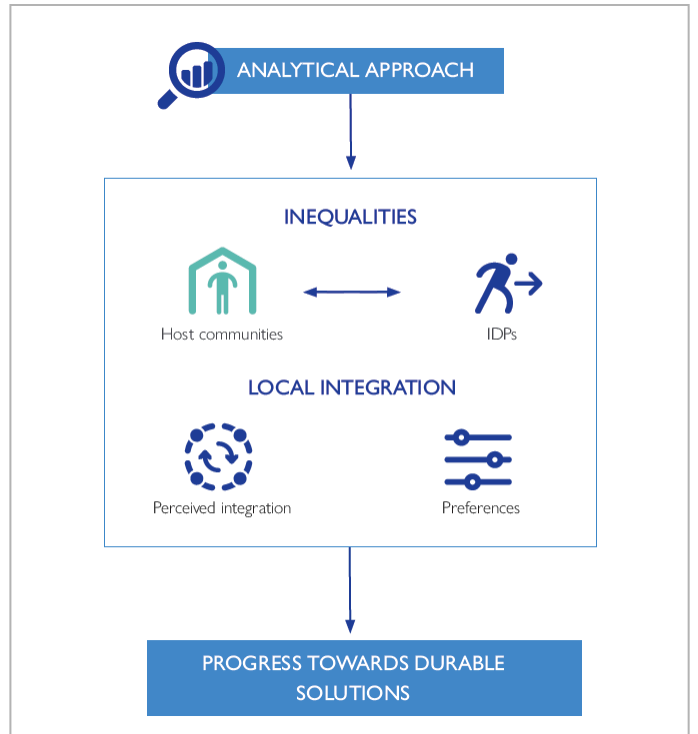 ANALYTICAL APPROACH
INEQUALITIES
Host communities
IDPs
LOCAL INTEGRATION
Perceived integration
Preferences
PROGRESS TOWARDS DURABLE
SOLUTIONS